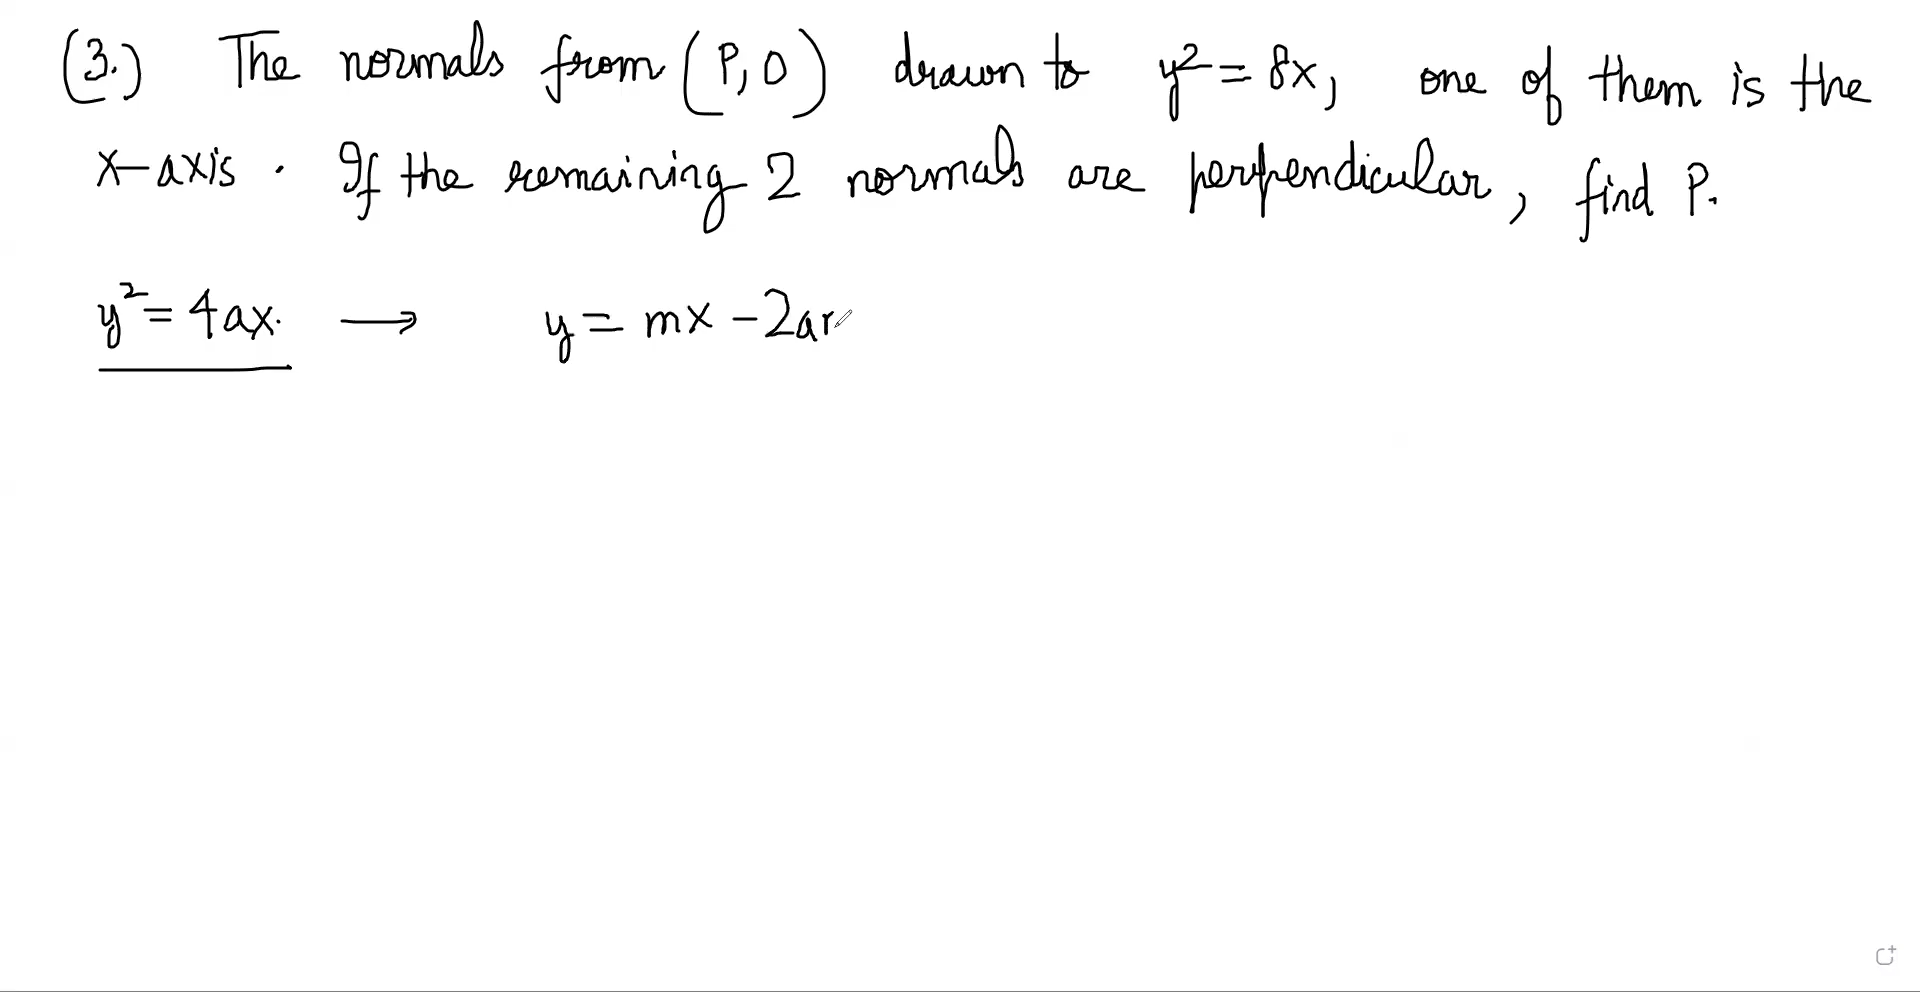 (3.) The normals from (P, 0) drawn to y² = 8x, one of them is the
x-axis. If the remaining 2 normals are perpendicular, find P.
y² = 4ax. → y = mx - 2ar